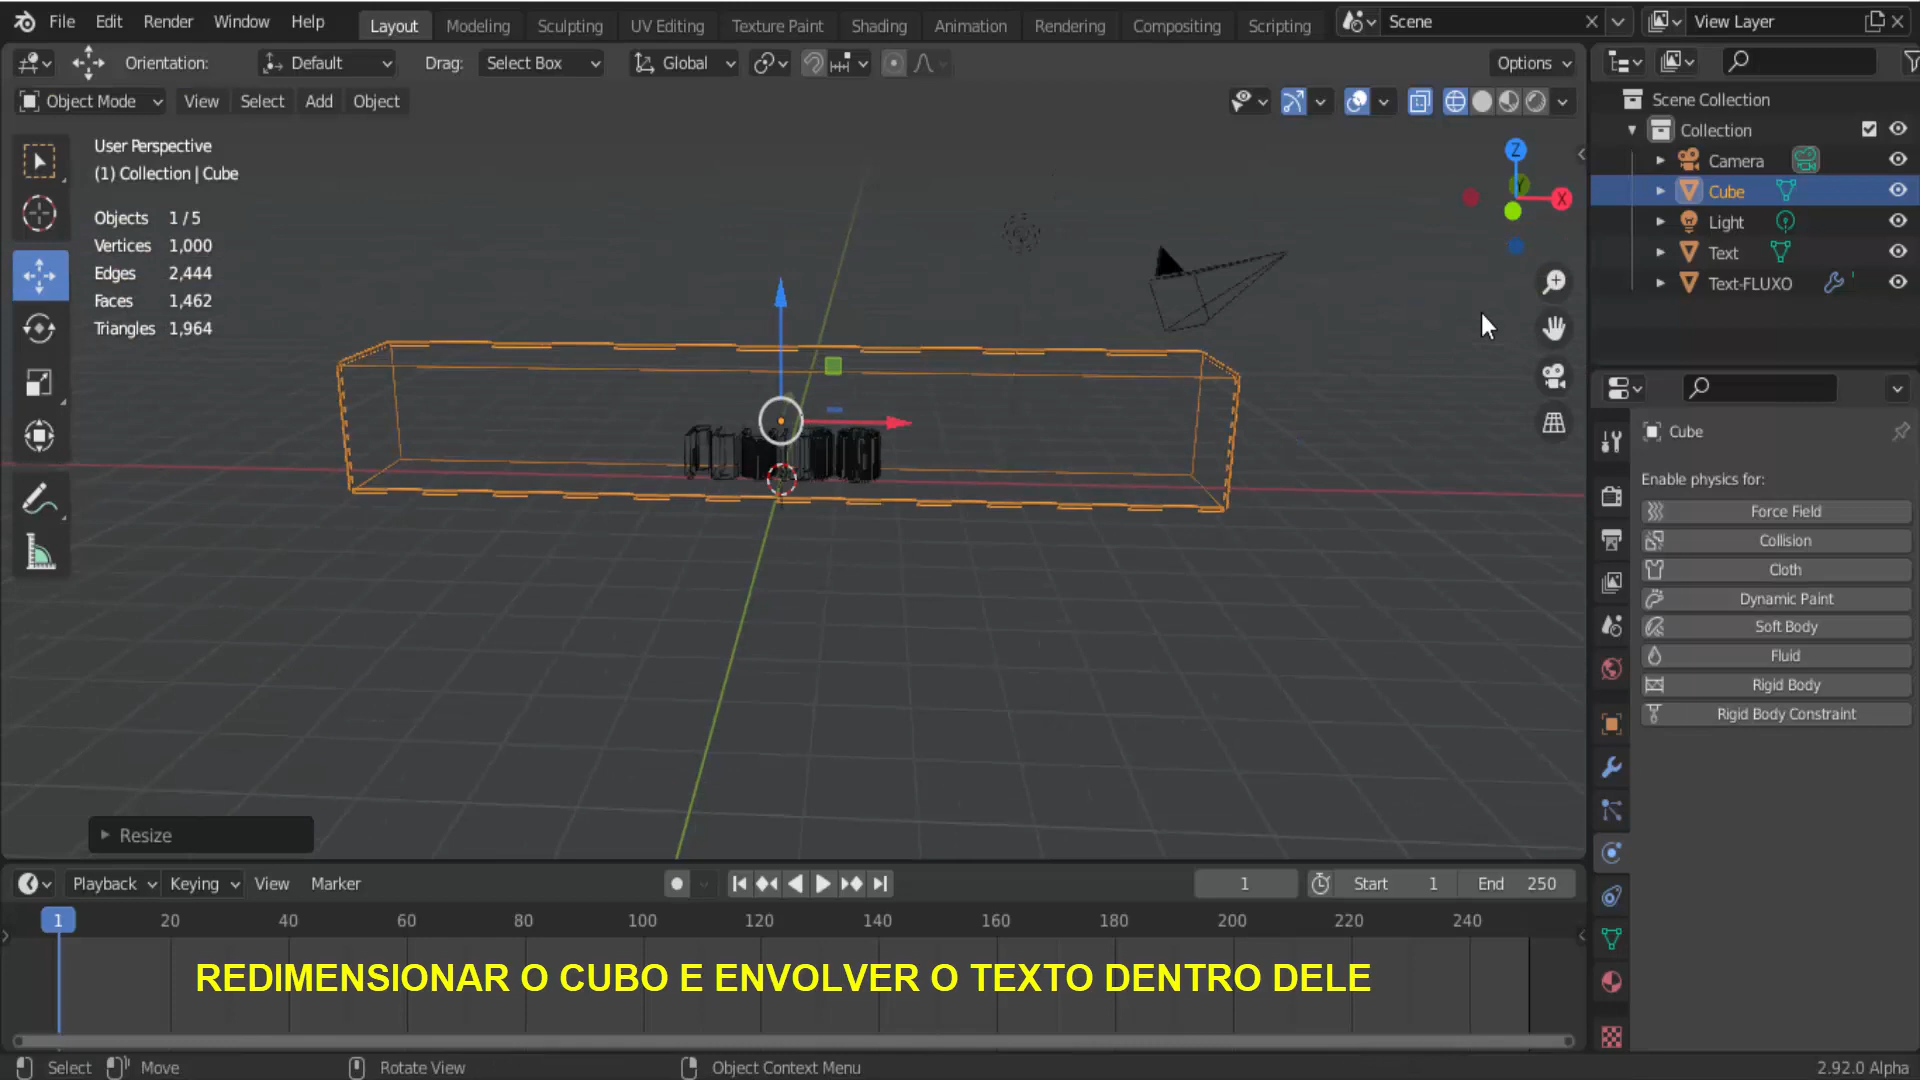 File Edit Render Window Help Layout Modeling Sculpting UV Editing Texture Paint Shading Animation Rendering Compositing Scripting Scene View Layer
Orientation: Default Drag: Select Box Global Options
Object Mode View Select Add Object
User Perspective
(1) Collection | Cube
Objects 1 / 5
Vertices 1,000
Edges 2,444
Faces 1,462
Triangles 1,964
Z
Y
X
Scene Collection
Collection
Camera
Cube
Light
Text
Text-FLUXO
Cube
Enable physics for:
Force Field
Collision
Cloth
Dynamic Paint
Soft Body
Fluid
Rigid Body
Rigid Body Constraint
Resize
Playback Keying View Marker 1 Start 1 End 250
1 20 40 60 80 100 120 140 160 180 200 220 240
REDIMENSIONAR O CUBO E ENVOLVER O TEXTO DENTRO DELE
Select Move Rotate View Object Context Menu 2.92.0 Alpha